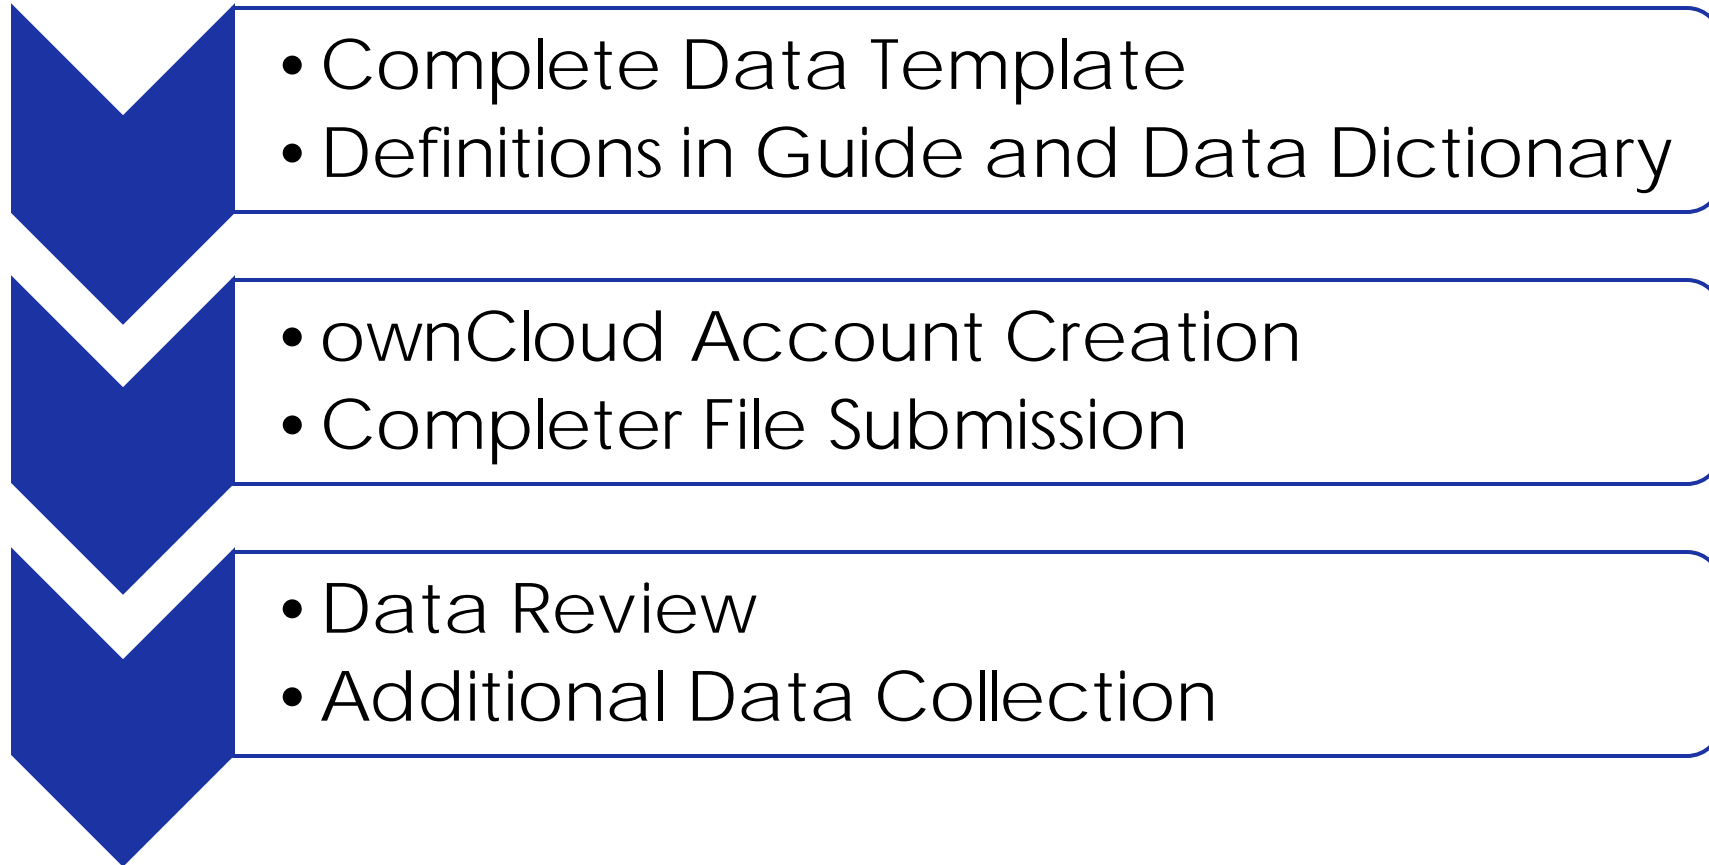 • Complete Data Template
• Definitions in Guide and Data Dictionary
• ownCloud Account Creation
• Completer File Submission
• Data Review
• Additional Data Collection